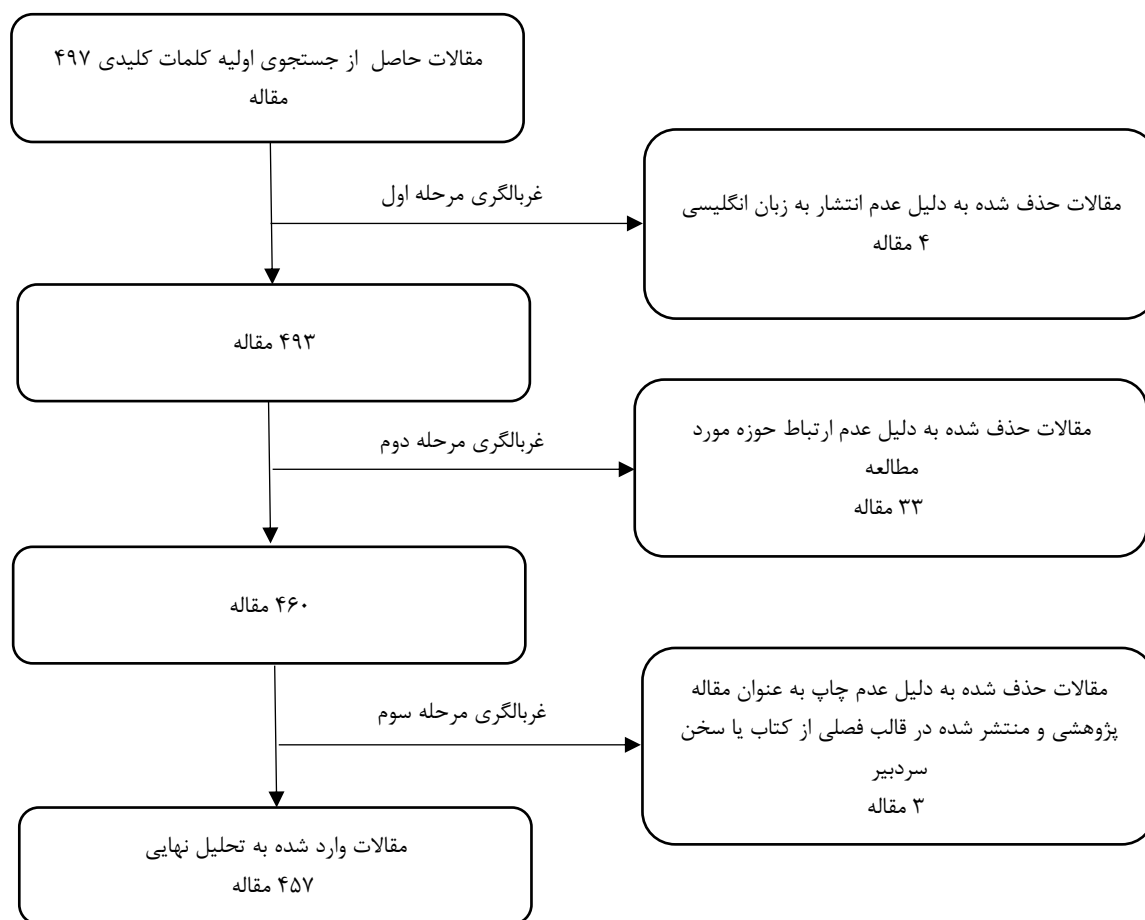 مقالات حاصل از جستجوی اولیه کلمات کلیدی ۴۹۷
مقاله
غربالگری مرحله اول
مقالات حذف شده به دلیل عدم انتشار به زبان انگلیسی
۴ مقاله
۴۹۳ مقاله
غربالگری مرحله دوم
مقالات حذف شده به دلیل عدم ارتباط حوزه مورد
مطالعه
۳۳ مقاله
۴۶۰ مقاله
غربالگری مرحله سوم
مقالات حذف شده به دلیل عدم چاپ به عنوان مقاله
پژوهشی و منتشر شده در قالب فصلی از کتاب یا سخن
سردبیر
۳ مقاله
مقالات وارد شده به تحلیل نهایی
۴۵۷ مقاله